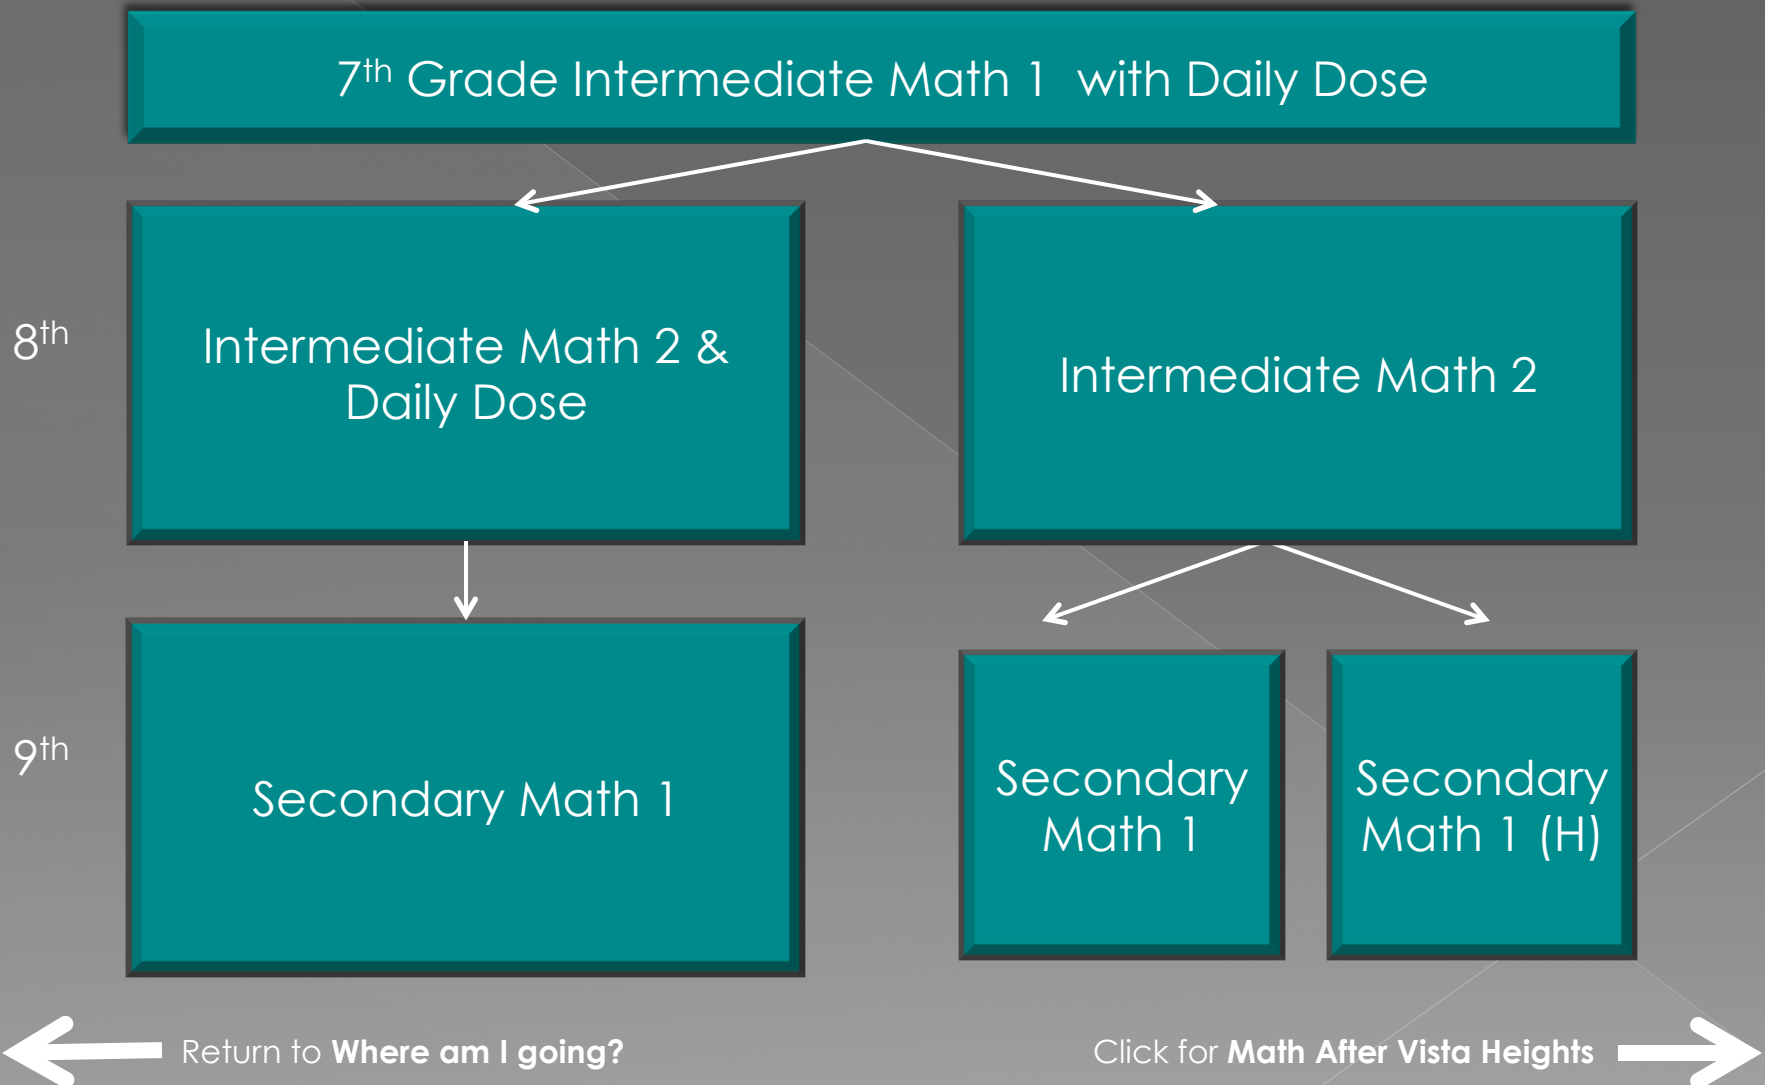 7th Grade Intermediate Math 1 with Daily Dose
8th
Intermediate Math 2 &
Daily Dose
Intermediate Math 2
9th
Secondary Math 1
Secondary
Math 1
Secondary
Math 1 (H)
Return to Where am I going?
Click for Math After Vista Heights